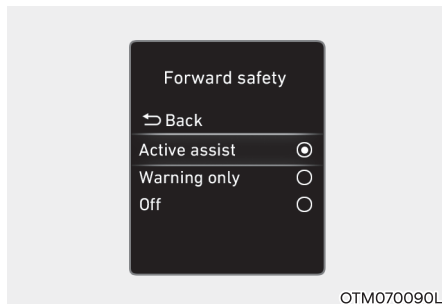 Forward safety
Back
Active assist
Warning only
Off
OTM070090L